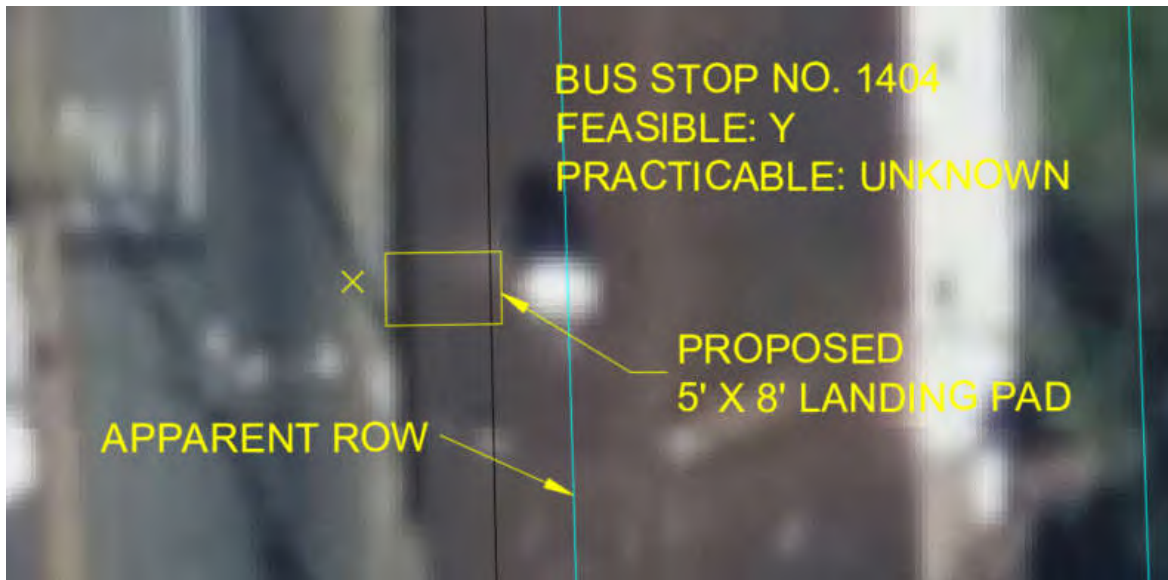 BUS STOP NO. 1404
FEASIBLE: Y
PRACTICABLE: UNKNOWN
PROPOSED
5' X 8' LANDING PAD
APPARENT ROW